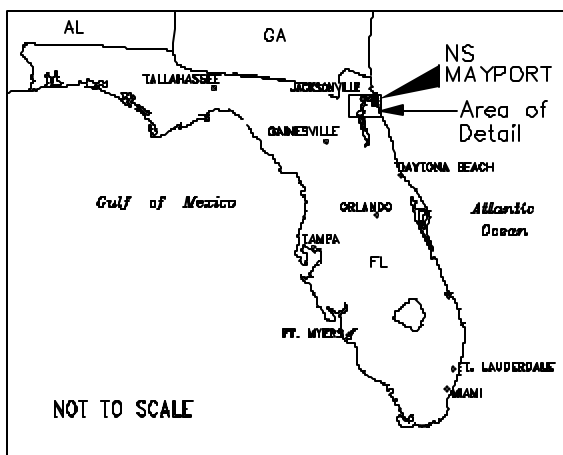 AL
GA
NS
MAYPORT
TALLAHASSEE
JACKSONVILLE
Area of
Detail
GAINESVILLE
DAYTONA BEACH
Gulf of Mexico
ORLANDO
Atlantic
Ocean
TAMPA
FL
FT. MYERS
FT. LAUDERDALE
MIAMI
NOT TO SCALE